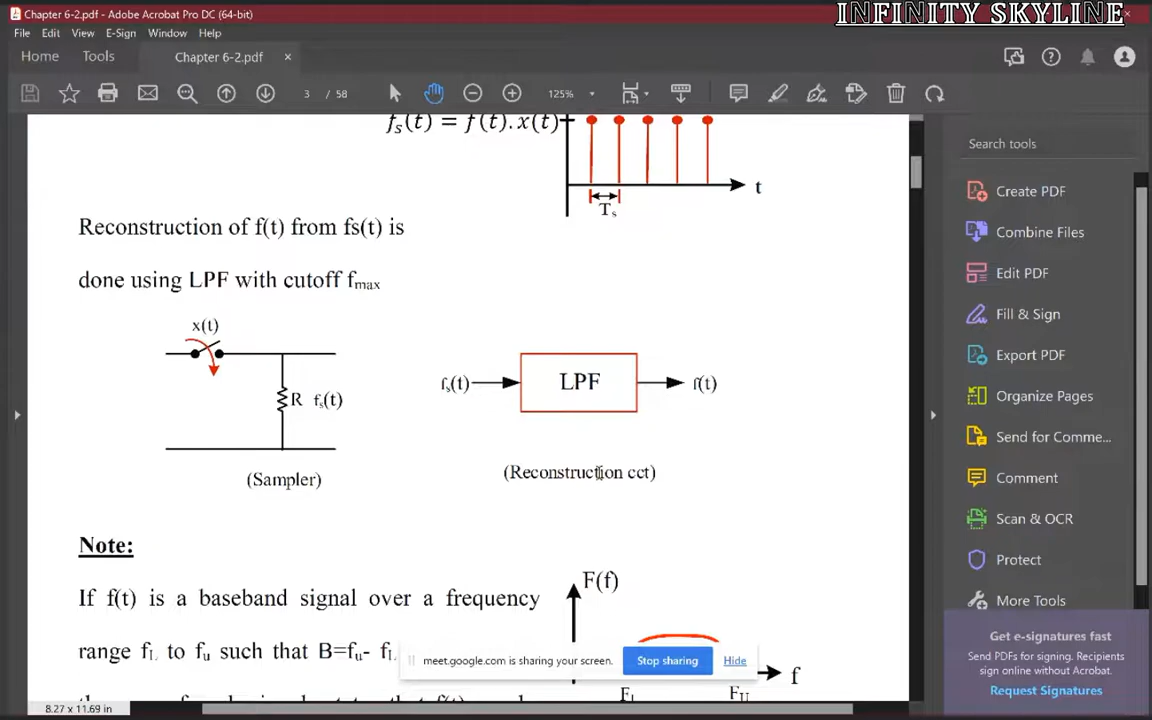 Chapter 6-2.pdf - Adobe Acrobat Pro DC (64-bit)
INFINITY SKYLINE
File Edit View E-Sign Window Help
Home Tools Chapter 6-2.pdf
3 / 58 125%
fs(t) = f(t).x(t)
t
Ts
Reconstruction of f(t) from fs(t) is
done using LPF with cutoff fmax
x(t)
R fs(t)
(Sampler)
fs(t) LPF f(t)
(Reconstruction cct)
Note:
F(f)
If f(t) is a baseband signal over a frequency
range fL to fu such that B=fu- fL
f
FU
meet.google.com is sharing your screen. Stop sharing Hide
8.27 x 11.69 in
Search tools
Create PDF
Combine Files
Edit PDF
Fill & Sign
Export PDF
Organize Pages
Send for Comme...
Comment
Scan & OCR
Protect
More Tools
Get e-signatures fast
Send PDFs for signing. Recipients
sign online without Acrobat.
Request Signatures